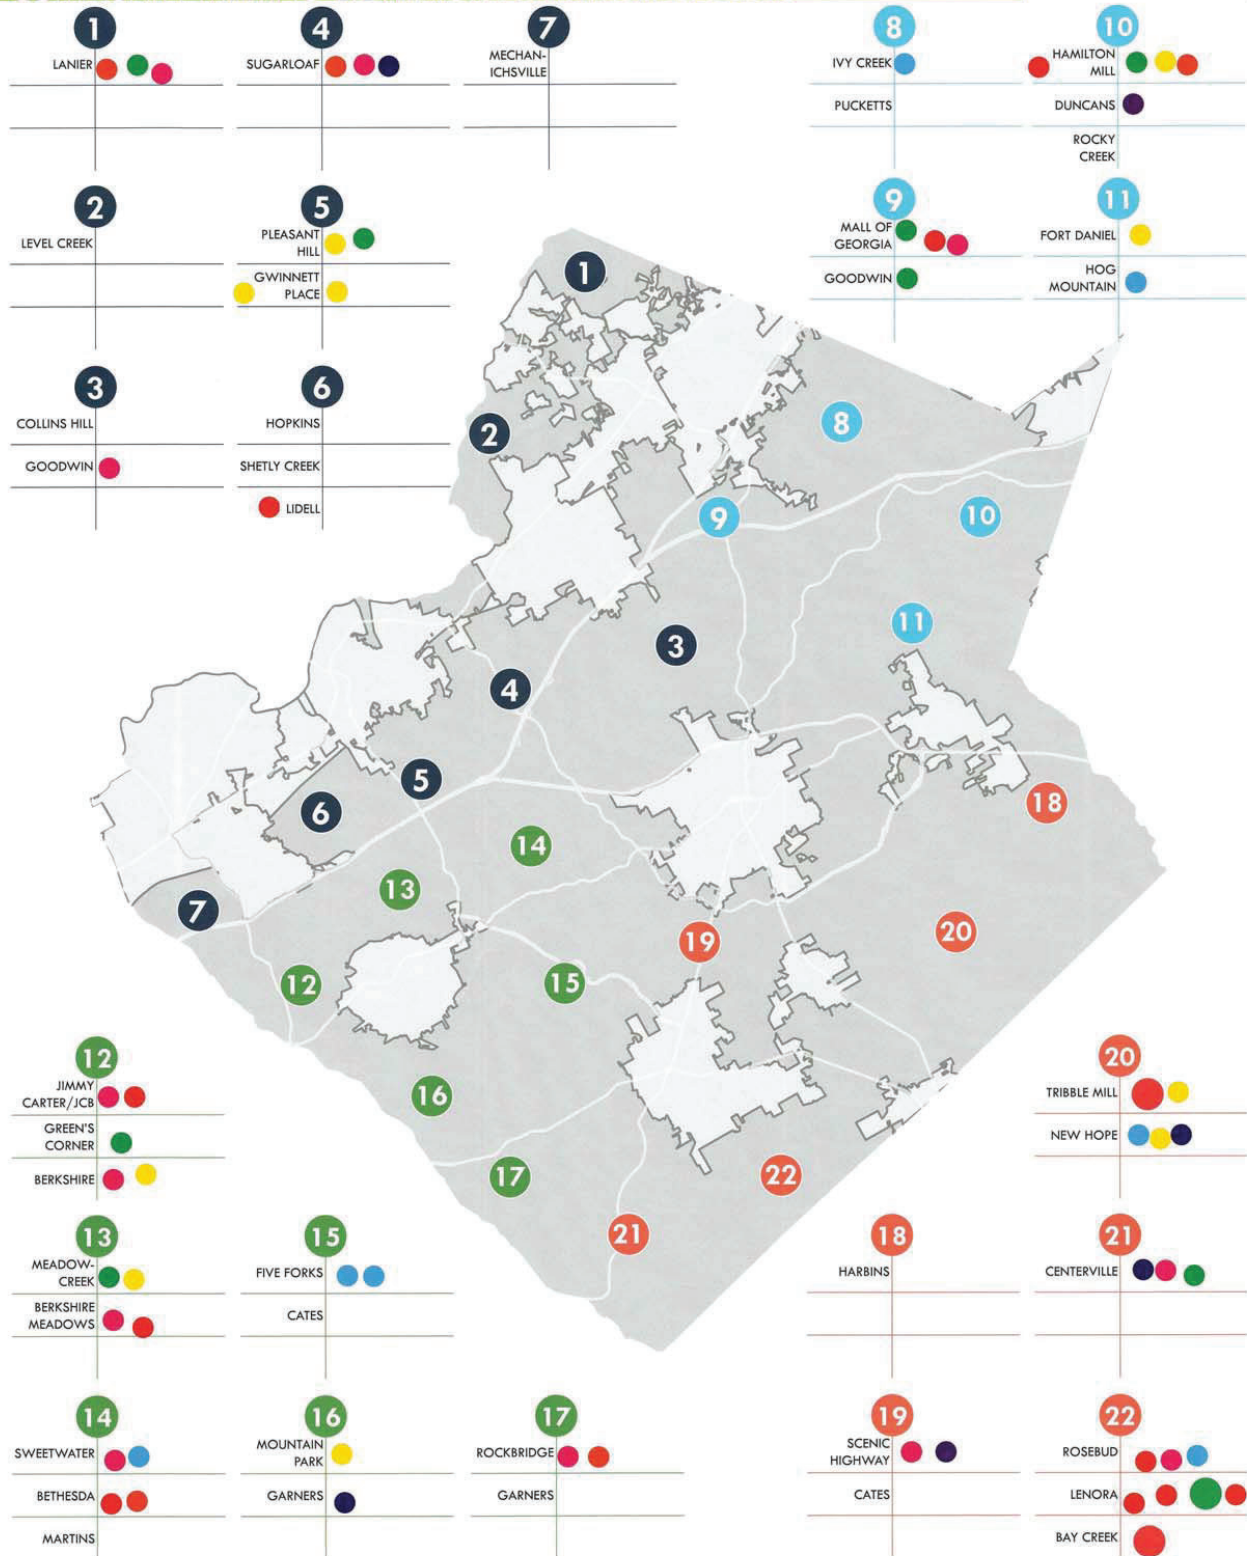 1
LANIER
4
SUGARLOAF
7
MECHAN-
ICHSVILLE
8
IVY CREEK
PUCKETTS
10
HAMILTON
MILL
DUNCANS
ROCKY
CREEK
2
LEVEL CREEK
5
PLEASANT
HILL
GWINNETT
PLACE
9
MALL OF
GEORGIA
GOODWIN
11
FORT DANIEL
HOG
MOUNTAIN
3
COLLINS HILL
GOODWIN
6
HOPKINS
SHETLY CREEK
LIDELL
1
2
8
9
10
11
3
4
5
6
18
14
13
7
19
20
12
15
16
17
22
21
12
JIMMY
CARTER/JCB
GREEN'S
CORNER
BERKSHIRE
20
TRIBBLE MILL
NEW HOPE
13
MEADOW-
CREEK
BERKSHIRE
MEADOWS
15
FIVE FORKS
CATES
18
HARBINS
21
CENTERVILLE
14
SWEETWATER
BETHESDA
MARTINS
16
MOUNTAIN
PARK
GARNERS
17
ROCKBRIDGE
GARNERS
19
SCENIC
HIGHWAY
CATES
22
ROSEBUD
LENORA
BAY CREEK